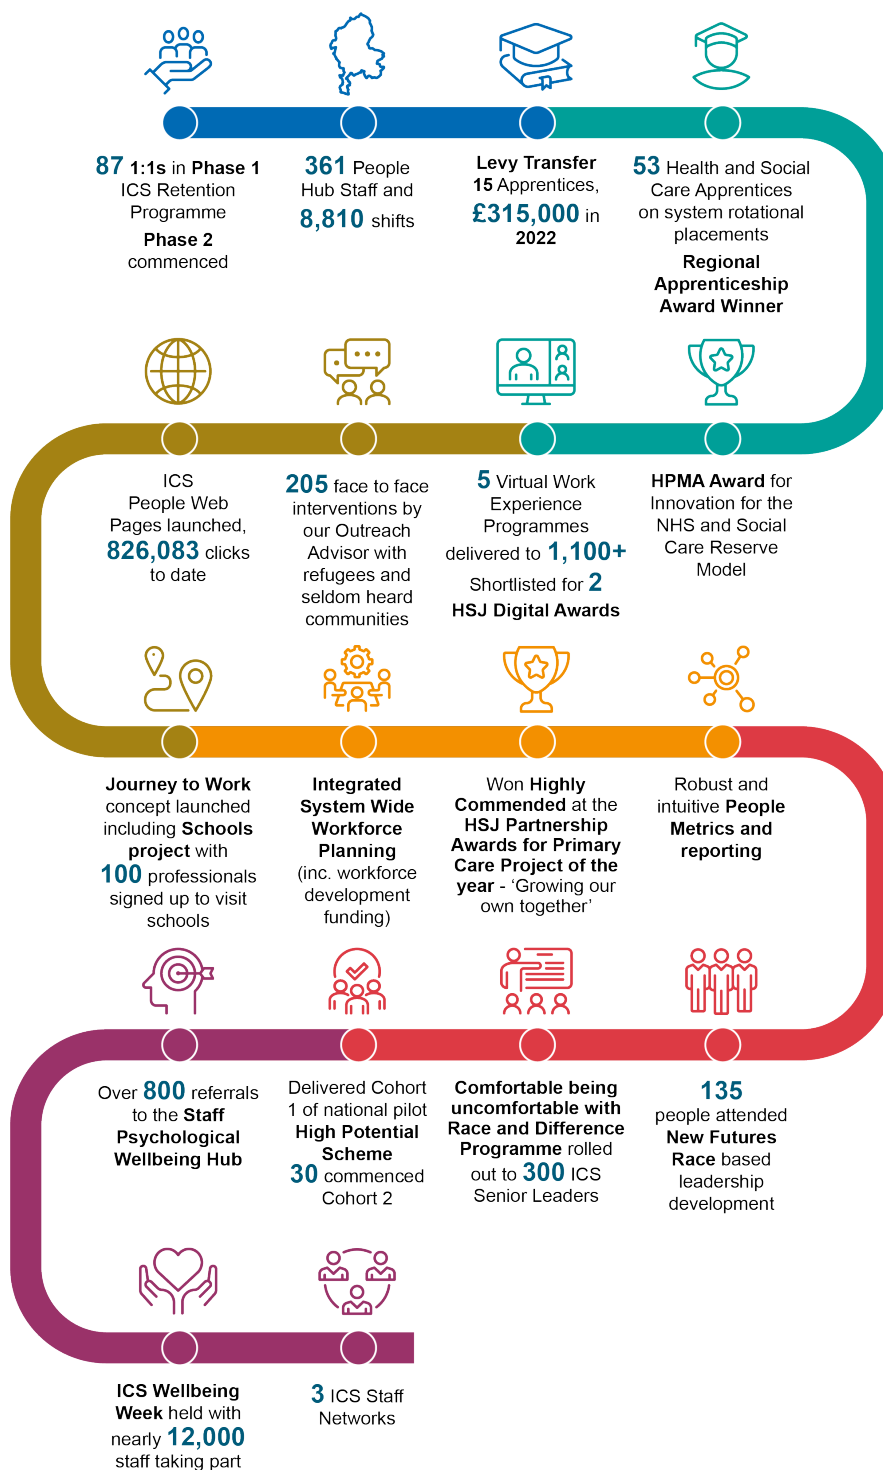 87 1:1s in Phase 1
ICS Retention
Programme
Phase 2
commenced
361 People
Hub Staff and
8,810 shifts
Levy Transfer
15 Apprentices,
£315,000 in
2022
53 Health and Social
Care Apprentices
on system rotational
placements
Regional
Apprenticeship
Award Winner
ICS
People Web
Pages launched,
826,083 clicks
to date
205 face to face
interventions by
our Outreach
Advisor with
refugees and
seldom heard
communities
5 Virtual Work
Experience
Programmes
delivered to 1,100+
Shortlisted for 2
HSJ Digital Awards
HPMA Award for
Innovation for the
NHS and Social
Care Reserve
Model
Journey to Work
concept launched
including Schools
project with
100 professionals
signed up to visit
schools
Integrated
System Wide
Workforce
Planning
(inc. workforce
development
funding)
Won Highly
Commended at the
HSJ Partnership
Awards for Primary
Care Project of the
year - ‘Growing our
own together’
Robust and
intuitive People
Metrics and
reporting
Over 800 referrals
to the Staff
Psychological
Wellbeing Hub
Delivered Cohort
1 of national pilot
High Potential
Scheme
30 commenced
Cohort 2
Comfortable being
uncomfortable with
Race and Difference
Programme rolled
out to 300 ICS
Senior Leaders
135
people attended
New Futures
Race based
leadership
development
ICS Wellbeing
Week held with
nearly 12,000
staff taking part
3 ICS Staff
Networks